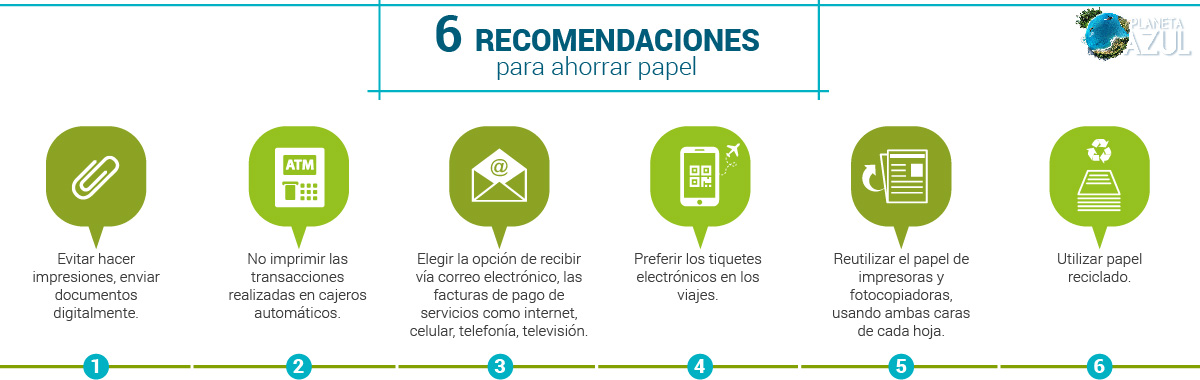 6 RECOMENDACIONES
para ahorrar papel
PLANETA
AZUL
ATM
@
Evitar hacer
impresiones, enviar
documentos
digitalmente.
No imprimir las
transacciones
realizadas en cajeros
automáticos.
Elegir la opción de recibir
vía correo electrónico, las
facturas de pago de
servicios como internet,
celular, telefonía, televisión.
Preferir los tiquetes
electrónicos en los
viajes.
Reutilizar el papel de
impresoras y
fotocopiadoras,
usando ambas caras
de cada hoja.
Utilizar papel
reciclado.
1
2
3
4
5
6